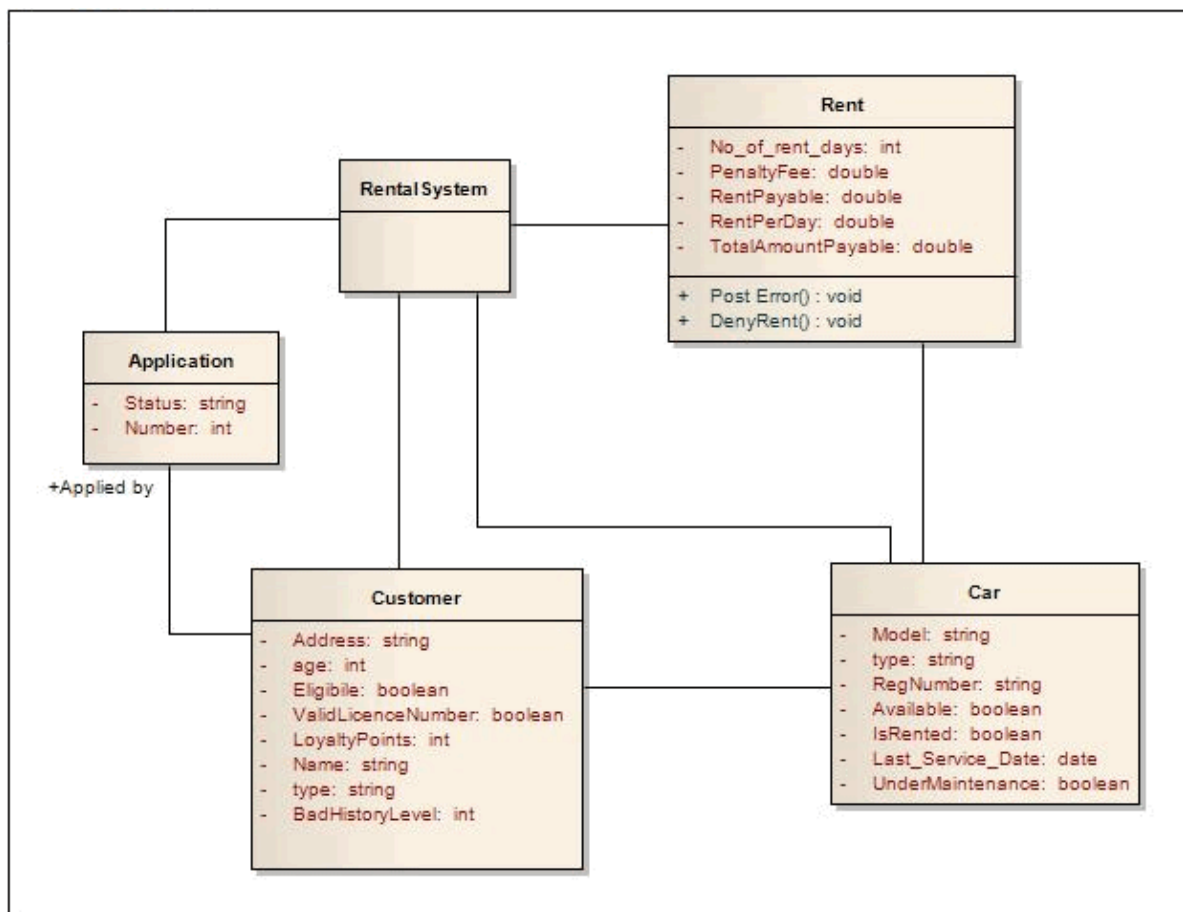 Rent
- No_of_rent_days: int
- PenaltyFee: double
- RentPayable: double
- RentPerDay: double
- TotalAmountPayable: double
+ Post Error() : void
+ DenyRent() : void
RentalSystem
Application
- Status: string
- Number: int
+Applied by
Customer
- Address: string
- age: int
- Eligibile: boolean
- ValidLicenceNumber: boolean
- LoyaltyPoints: int
- Name: string
- type: string
- BadHistoryLevel: int
Car
- Model: string
- type: string
- RegNumber: string
- Available: boolean
- IsRented: boolean
- Last_Service_Date: date
- UnderMaintenance: boolean